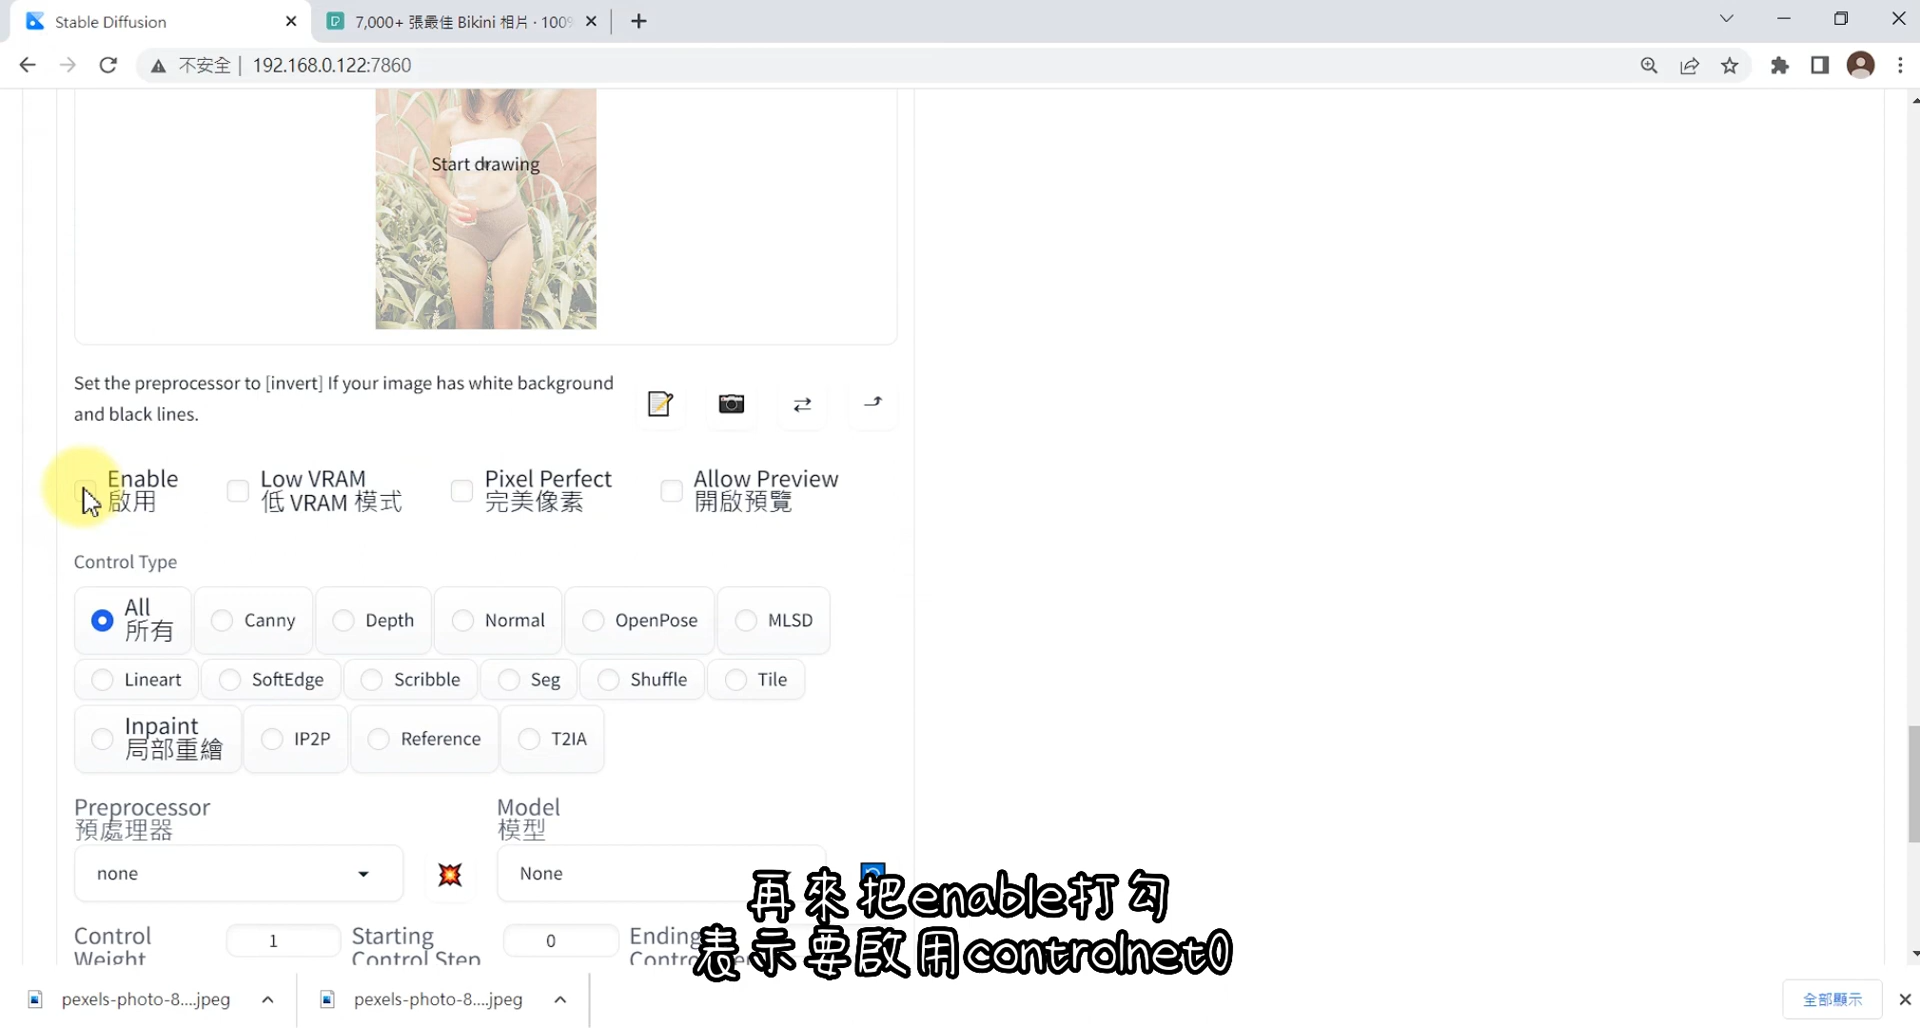 Stable Diffusion
7,000+ 張最佳 Bikini 相片 · 100%
不安全 | 192.168.0.122:7860
Start drawing
Set the preprocessor to [invert] If your image has white background
and black lines.
Enable
啟用
Low VRAM
低 VRAM 模式
Pixel Perfect
完美像素
Allow Preview
開啟預覽
Control Type
All
所有
Canny
Depth
Normal
OpenPose
MLSD
Lineart
SoftEdge
Scribble
Seg
Shuffle
Tile
Inpaint
局部重繪
IP2P
Reference
T2IA
Preprocessor
預處理器
Model
模型
none
None
再來把enable打勾
表示要啟用controlnet0
Control
Weight
1
Starting
Control Step
0
Ending
pexels-photo-8....jpeg
pexels-photo-8....jpeg
全部顯示